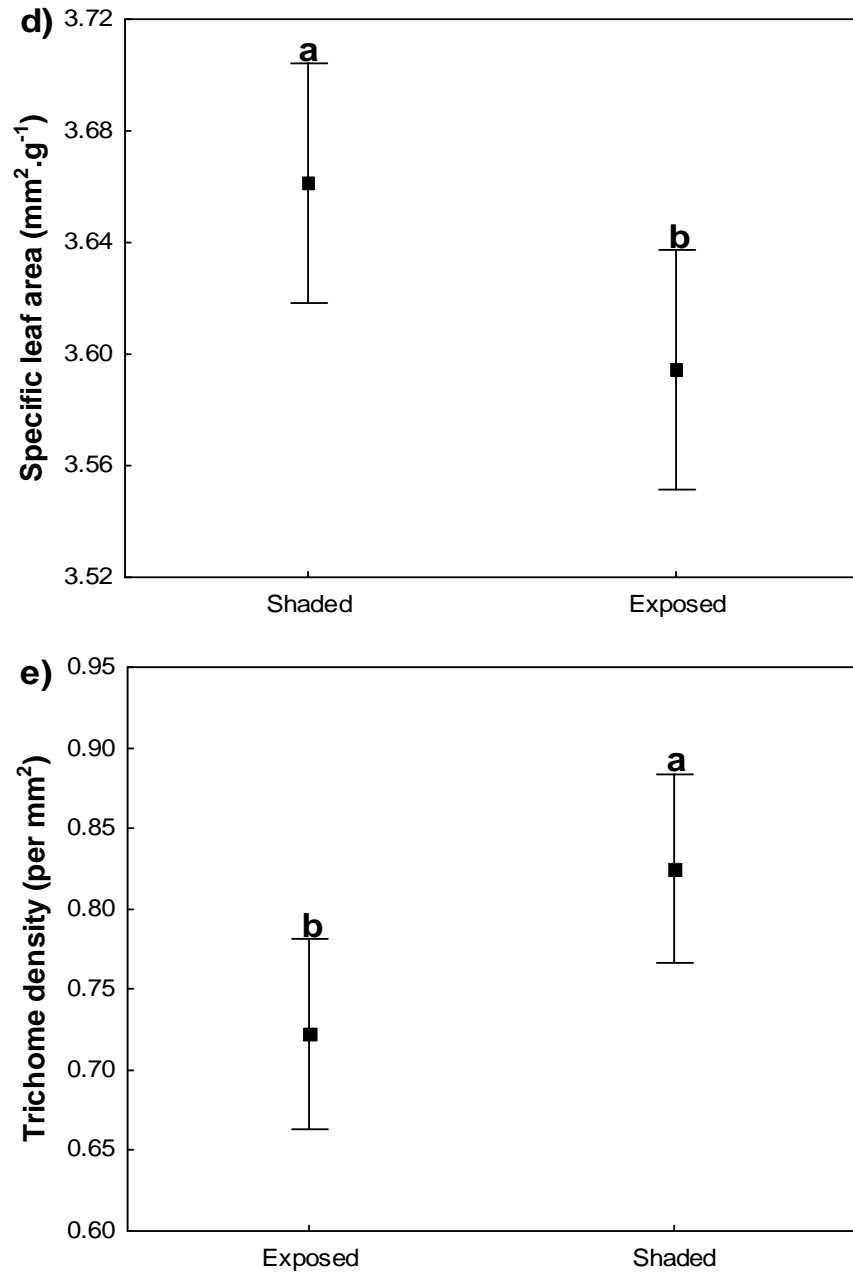 d)
Specific leaf area (mm².g⁻¹)
3.72
3.68
3.64
3.60
3.56
3.52
a
b
Shaded Exposed
e)
Trichome density (per mm²)
0.95
0.90
0.85
0.80
0.75
0.70
0.65
0.60
b
a
Exposed Shaded